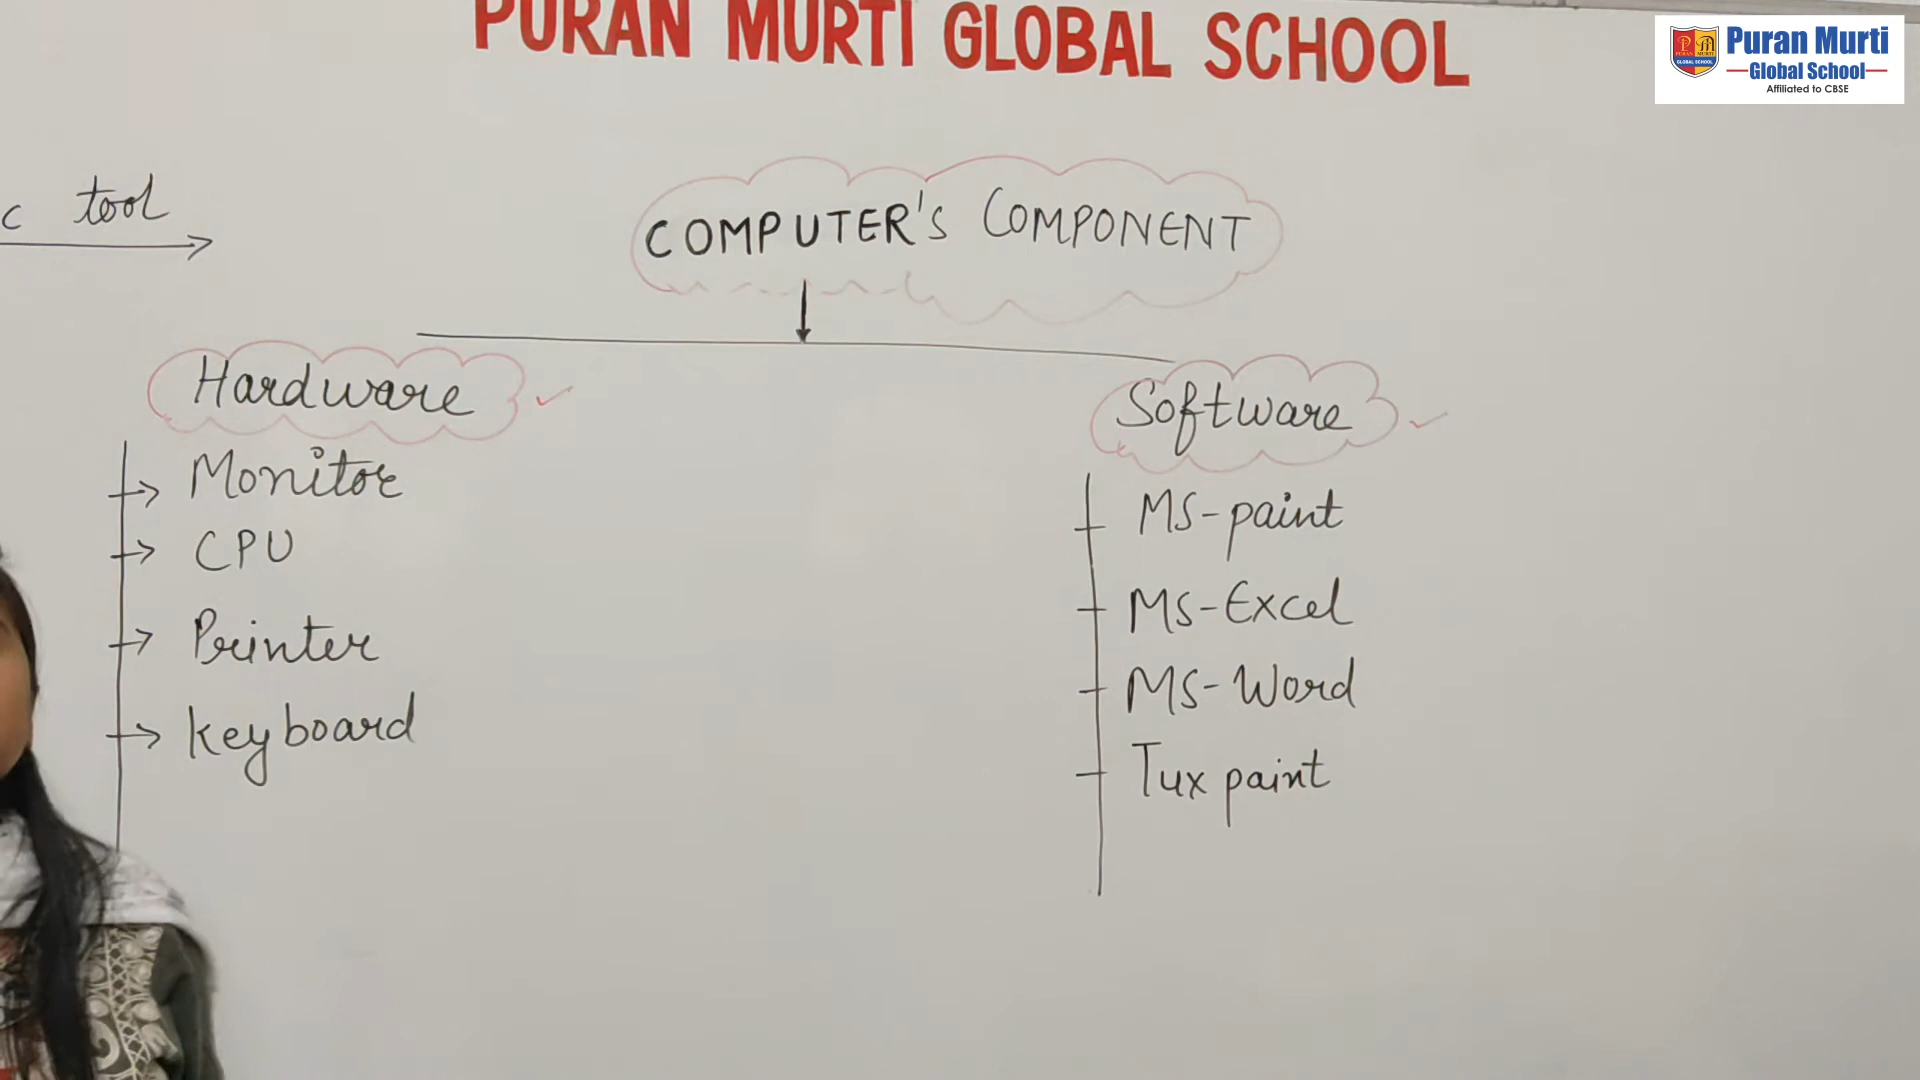 PURAN MURTI GLOBAL SCHOOL
Puran Murti
Global School
Affiliated to CBSE
c tool
COMPUTER'S COMPONENT
Hardware
Monitor
CPU
Printer
Keyboard
Software
MS-paint
MS-Excel
MS-Word
Tux paint